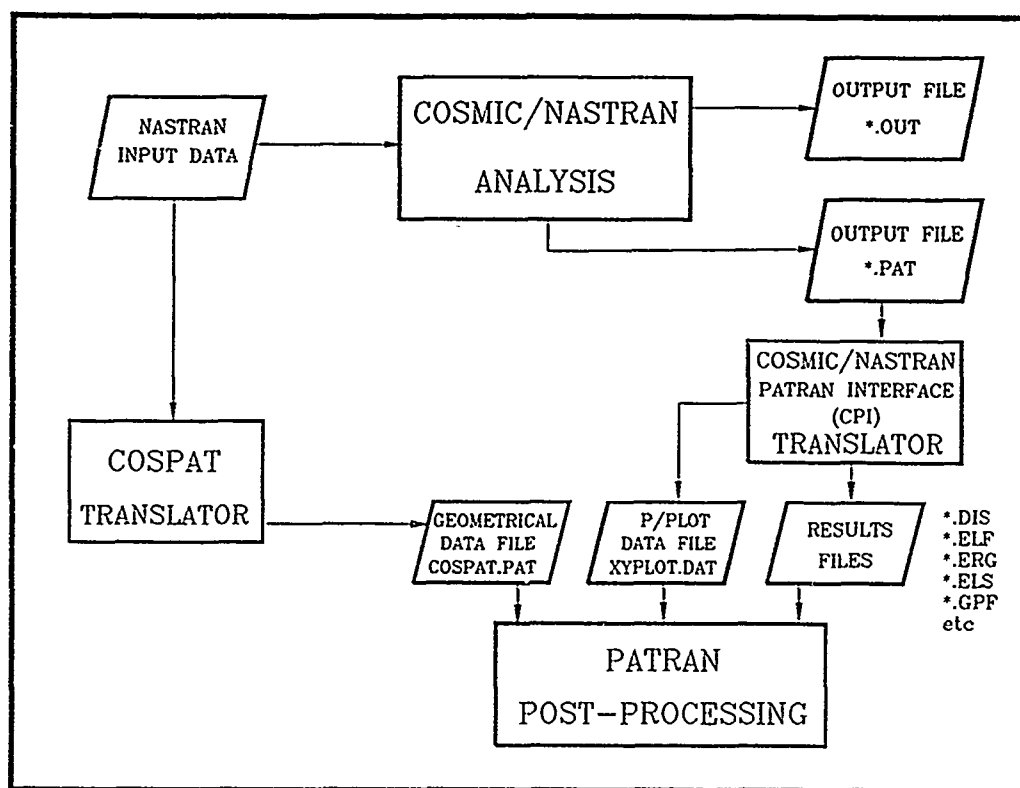 NASTRAN
INPUT DATA
COSMIC/NASTRAN
ANALYSIS
OUTPUT FILE
*.OUT
OUTPUT FILE
*.PAT
COSMIC/NASTRAN
PATRAN INTERFACE
(CPI)
TRANSLATOR
COSPAT
TRANSLATOR
GEOMETRICAL
DATA FILE
COSPAT.PAT
P/PLOT
DATA FILE
XYPLOT.DAT
RESULTS
FILES
*.DIS
*.ELF
*.ERG
*.ELS
*.GPF
etc
PATRAN
POST-PROCESSING